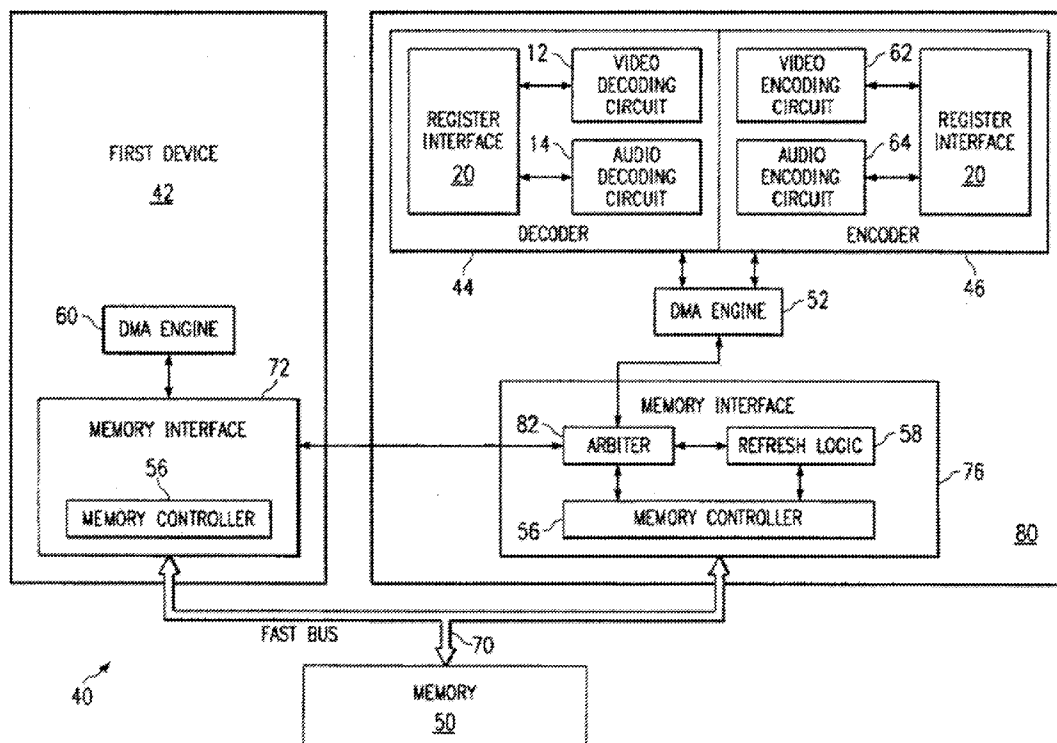 FIRST DEVICE
42
60
DMA ENGINE
72
MEMORY INTERFACE
56
MEMORY CONTROLLER
12
VIDEO
DECODING
CIRCUIT
REGISTER
INTERFACE
20
14
AUDIO
DECODING
CIRCUIT
DECODER
44
VIDEO
ENCODING
CIRCUIT
62
AUDIO
ENCODING
CIRCUIT
64
REGISTER
INTERFACE
20
ENCODER
46
DMA ENGINE
52
MEMORY INTERFACE
82
ARBITER
REFRESH LOGIC
58
76
56
MEMORY CONTROLLER
80
FAST BUS
70
40
MEMORY
50